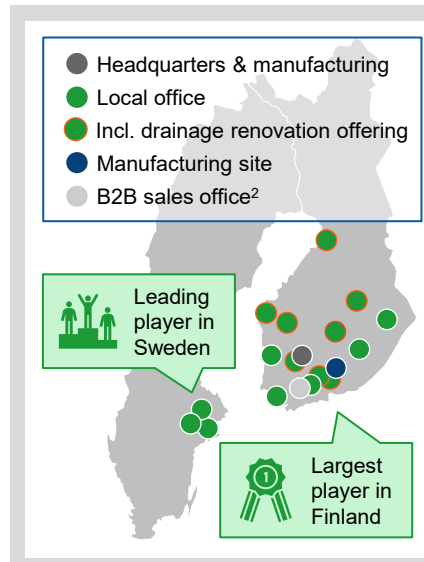 Headquarters & manufacturing
Local office
Incl. drainage renovation offering
Manufacturing site
B2B sales office²
Leading
player in
Sweden
1
Largest
player in
Finland